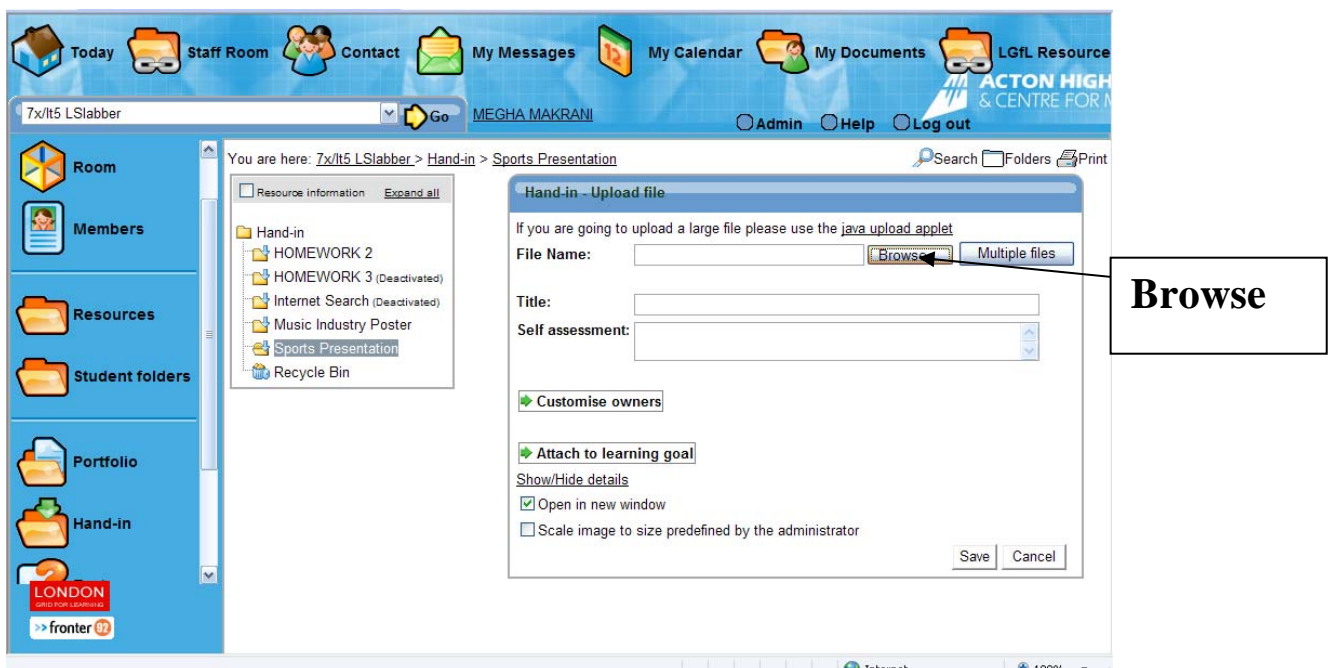 Today Staff Room Contact My Messages My Calendar My Documents LGfL Resource
ACTON HIGH
& CENTRE FOR
7x/It5 LSlabber Go MEGHA MAKRANI Admin Help Log out
You are here: 7x/It5 LSlabber > Hand-in > Sports Presentation Search Folders Print
Room
Members
Resources
Student folders
Portfolio
Hand-in
LONDON
GRID FOR LEARNING
>> fronter 92
Resource information Expand all
Hand-in
HOMEWORK 2
HOMEWORK 3 (Deactivated)
Internet Search (Deactivated)
Music Industry Poster
Sports Presentation
Recycle Bin
Hand-in - Upload file
If you are going to upload a large file please use the java upload applet
File Name: Browse... Multiple files
Title:
Self assessment:
Customise owners
Attach to learning goal
Show/Hide details
Open in new window
Scale image to size predefined by the administrator
Save Cancel
Browse